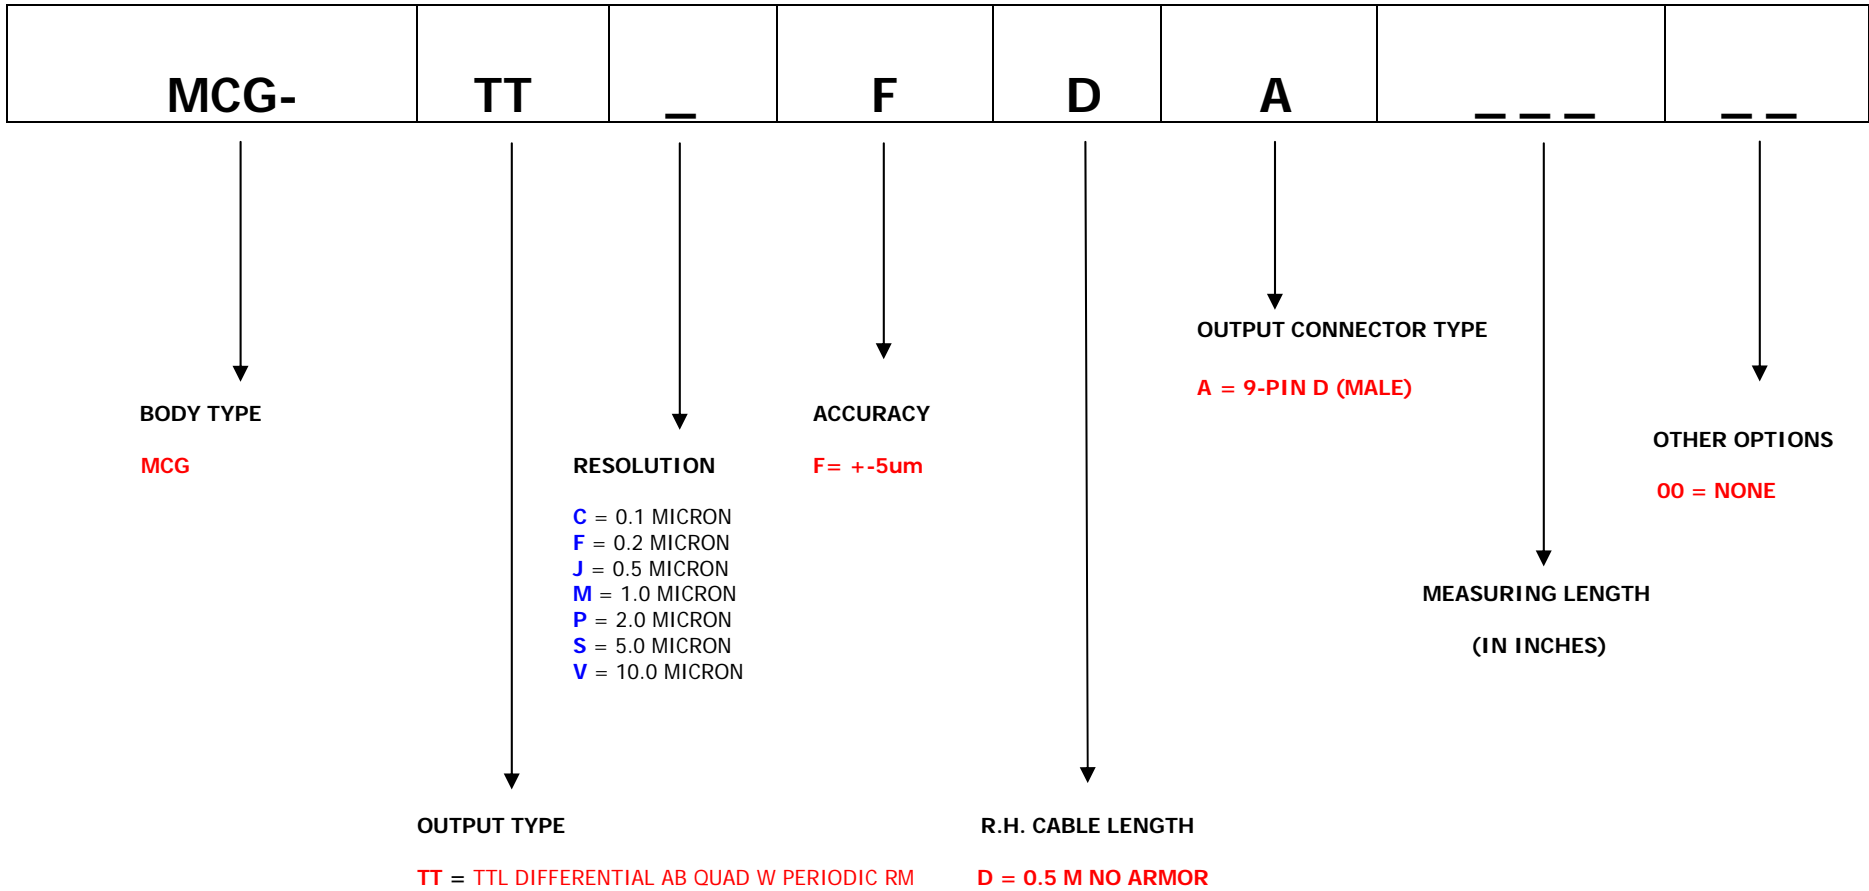 MCG- TT _ F D A _ _ _ _ _
OUTPUT CONNECTOR TYPE
A = 9-PIN D (MALE)
BODY TYPE
MCG
RESOLUTION
C = 0.1 MICRON
F = 0.2 MICRON
J = 0.5 MICRON
M = 1.0 MICRON
P = 2.0 MICRON
S = 5.0 MICRON
V = 10.0 MICRON
ACCURACY
F= +-5um
OTHER OPTIONS
00 = NONE
MEASURING LENGTH
(IN INCHES)
OUTPUT TYPE
TT = TTL DIFFERENTIAL AB QUAD W PERIODIC RM
R.H. CABLE LENGTH
D = 0.5 M NO ARMOR